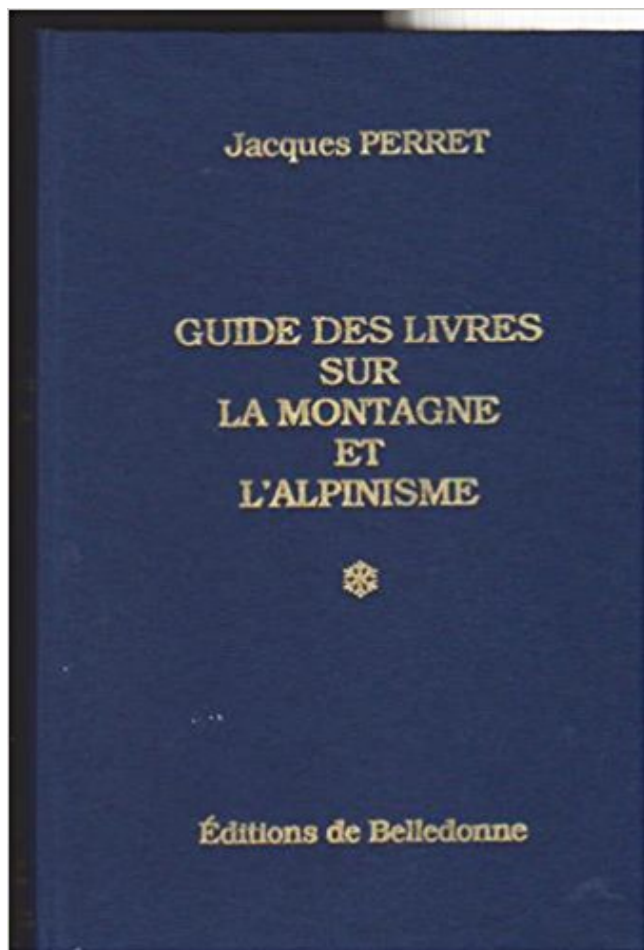 Jacques PERRET
GUIDE DES LIVRES
SUR
LA MONTAGNE
ET
L'ALPINISME
Éditions de Belledonne